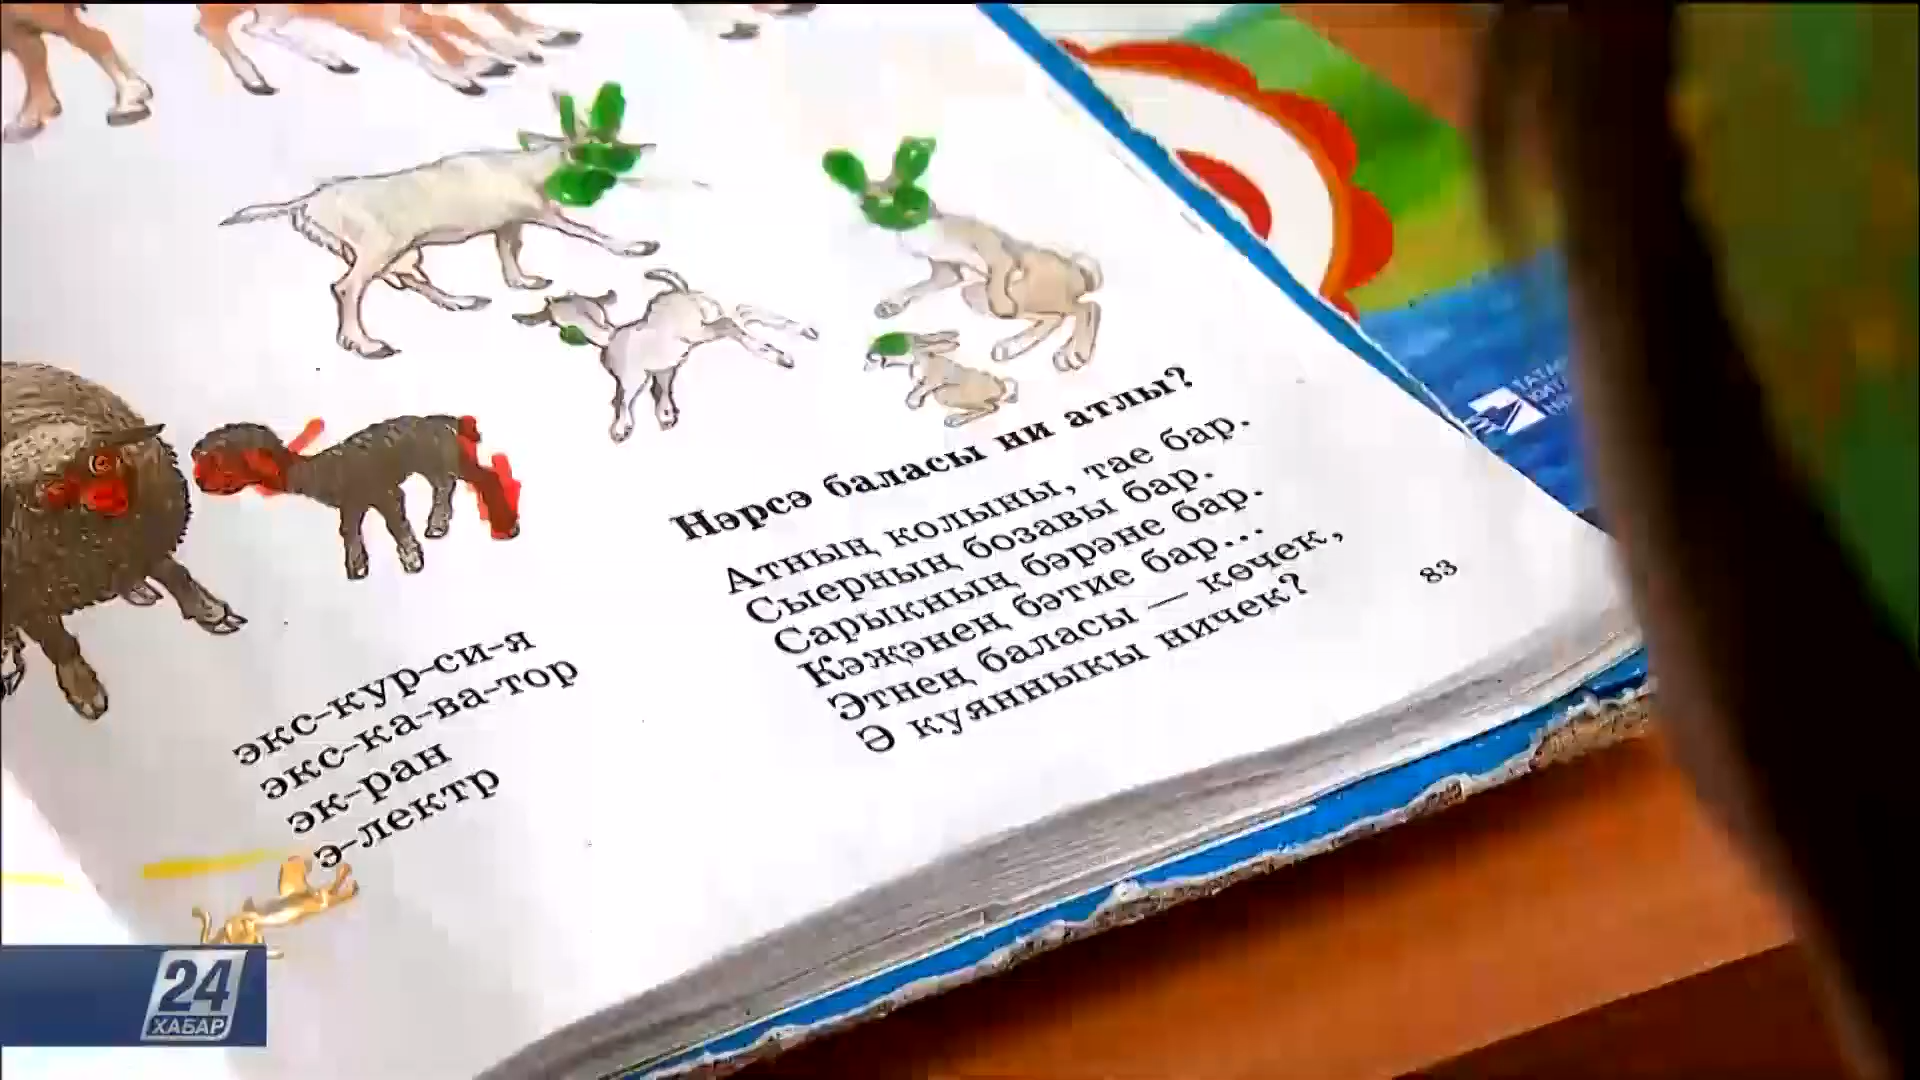 Нәрсә баласы ни атлы?
Атның колыны, тае бар.
Сыерның бозавы бар.
Сарыкның бәрәне бар.
Кәҗәнең бәтие бар...
Этнең баласы — көчек,
Ә куянныкы ничек?
83
экс-кур-си-я
экс-ка-ва-тор
эк-ран
э-лектр
24
ХАБАР